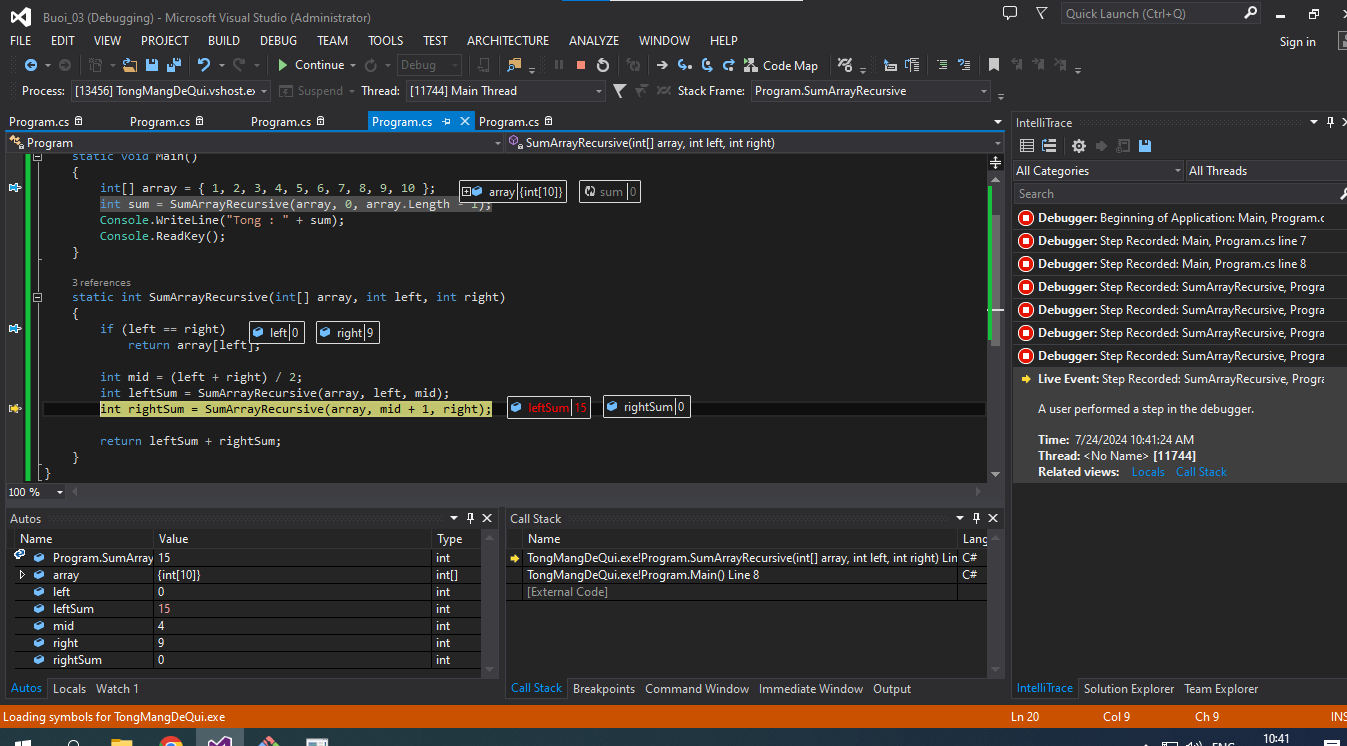 Buoi_03 (Debugging) - Microsoft Visual Studio (Administrator)
Quick Launch (Ctrl+Q)
FILE EDIT VIEW PROJECT BUILD DEBUG TEAM TOOLS TEST ARCHITECTURE ANALYZE WINDOW HELP
Sign in
Continue Debug Code Map
Process: [13456] TongMangDeQui.vshost.ex Suspend Thread: [11744] Main Thread Stack Frame: Program.SumArrayRecursive
Program.cs Program.cs Program.cs Program.cs Program.cs
Program SumArrayRecursive(int[] array, int left, int right)
static void Main()
{
int[] array = { 1, 2, 3, 4, 5, 6, 7, 8, 9, 10 }; array {int[10]} sum 0
int sum = SumArrayRecursive(array, 0, array.Length - 1);
Console.WriteLine("Tong : " + sum);
Console.ReadKey();
}
3 references
static int SumArrayRecursive(int[] array, int left, int right)
{
if (left == right) left 0 right 9
return array[left];
int mid = (left + right) / 2;
int leftSum = SumArrayRecursive(array, left, mid);
int rightSum = SumArrayRecursive(array, mid + 1, right); leftSum 15 rightSum 0
return leftSum + rightSum;
}
}
100 %
IntelliTrace
All Categories All Threads
Search
Debugger: Beginning of Application: Main, Program.c
Debugger: Step Recorded: Main, Program.cs line 7
Debugger: Step Recorded: Main, Program.cs line 8
Debugger: Step Recorded: SumArrayRecursive, Progra
Debugger: Step Recorded: SumArrayRecursive, Progra
Debugger: Step Recorded: SumArrayRecursive, Progra
Debugger: Step Recorded: SumArrayRecursive, Progra
Live Event: Step Recorded: SumArrayRecursive, Progra
A user performed a step in the debugger.
Time: 7/24/2024 10:41:24 AM
Thread: <No Name> [11744]
Related views: Locals Call Stack
Autos
Name Value Type
Program.SumArray 15 int
array {int[10]} int[]
left 0 int
leftSum 15 int
mid 4 int
right 9 int
rightSum 0 int
Autos Locals Watch 1
Call Stack
Name Lang
TongMangDeQui.exe!Program.SumArrayRecursive(int[] array, int left, int right) Lin C#
TongMangDeQui.exe!Program.Main() Line 8 C#
[External Code]
Call Stack Breakpoints Command Window Immediate Window Output
IntelliTrace Solution Explorer Team Explorer
Loading symbols for TongMangDeQui.exe
Ln 20 Col 9 Ch 9 INS
10:41